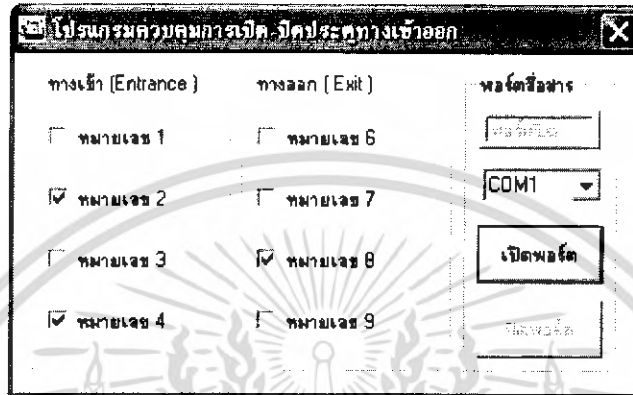 โปรแกรมควบคุมการเปิด-ปิดประตูทางเข้าออก
ทางเข้า (Entrance )
ทางออก ( Exit )
พอร์ตสื่อสาร
หมายเลข 1
หมายเลข 6
หมายเลข 2
หมายเลข 7
COM1
หมายเลข 3
หมายเลข 8
เปิดพอร์ต
หมายเลข 4
หมายเลข 9
ปิดพอร์ต